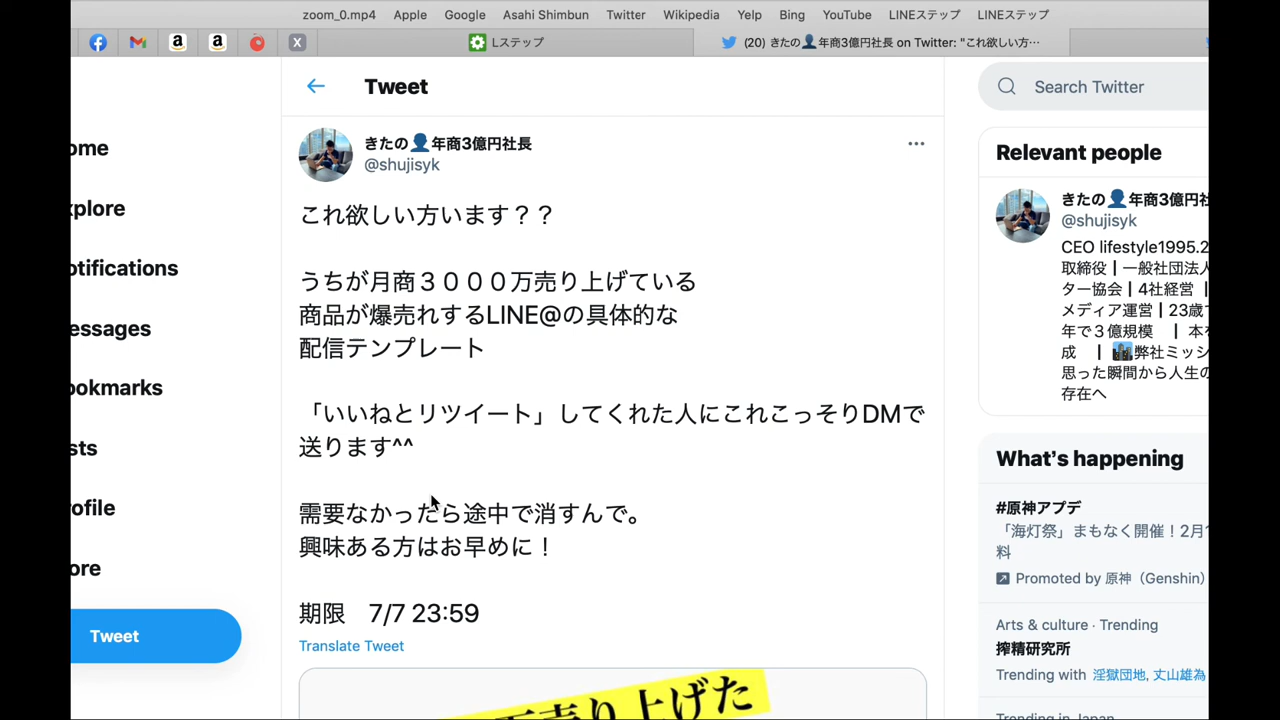 zoom_0.mp4 Apple Google Asahi Shimbun Twitter Wikipedia Yelp Bing YouTube LINEステップ LINEステップ
Lステップ
(20) きたの👤年商3億円社長 on Twitter: "これ欲しい方…
Tweet
Search Twitter
きたの👤年商3億円社長
@shujisyk
これ欲しい方います？？
うちが月商３０００万売り上げている
商品が爆売れするLINE@の具体的な
配信テンプレート
「いいねとリツイート」してくれた人にこれこっそりDMで
送ります^^
需要なかったら途中で消すんで。
興味ある方はお早めに！
期限　7/7 23:59
Translate Tweet
万売り上げた
ome
xplore
otifications
essages
ookmarks
sts
rofile
ore
Tweet
Relevant people
きたの👤年商3億円社
@shujisyk
CEO lifestyle1995.2
取締役┃一般社団法人
ター協会┃4社経営 ┃
メディア運営┃23歳で
年で３億規模　┃ 本を
成　┃ 🏙弊社ミッシ
思った瞬間から人生の
存在へ
What's happening
#原神アプデ
「海灯祭」まもなく開催！2月
料
Promoted by 原神（Genshin）
Arts & culture · Trending
搾精研究所
Trending with 淫獄団地, 丈山雄為
Trending in Japan